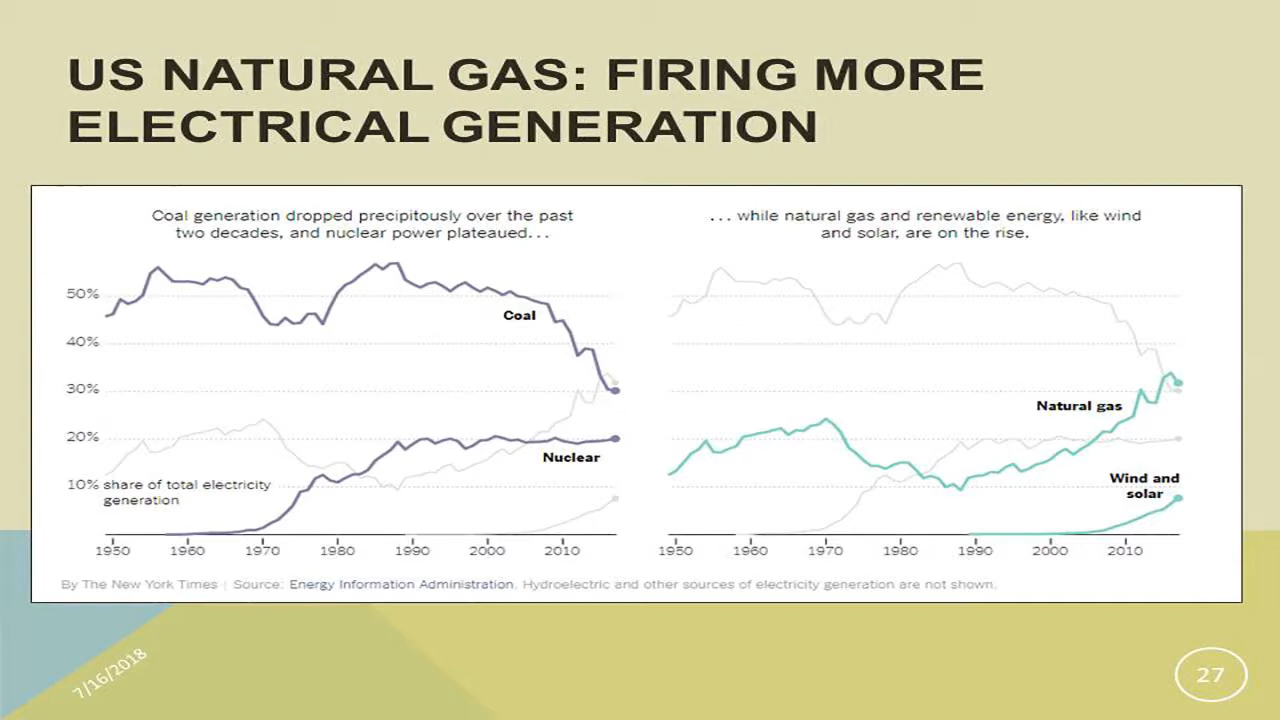 US NATURAL GAS: FIRING MORE
ELECTRICAL GENERATION
Coal generation dropped precipitously over the past
two decades, and nuclear power plateaued...
50%
40%
30%
20%
10% share of total electricity
generation
Coal
Nuclear
1950 1960 1970 1980 1990 2000 2010
... while natural gas and renewable energy, like wind
and solar, are on the rise.
Natural gas
Wind and
solar
1950 1960 1970 1980 1990 2000 2010
By The New York Times | Source: Energy Information Administration. Hydroelectric and other sources of electricity generation are not shown.
7/16/2018
27